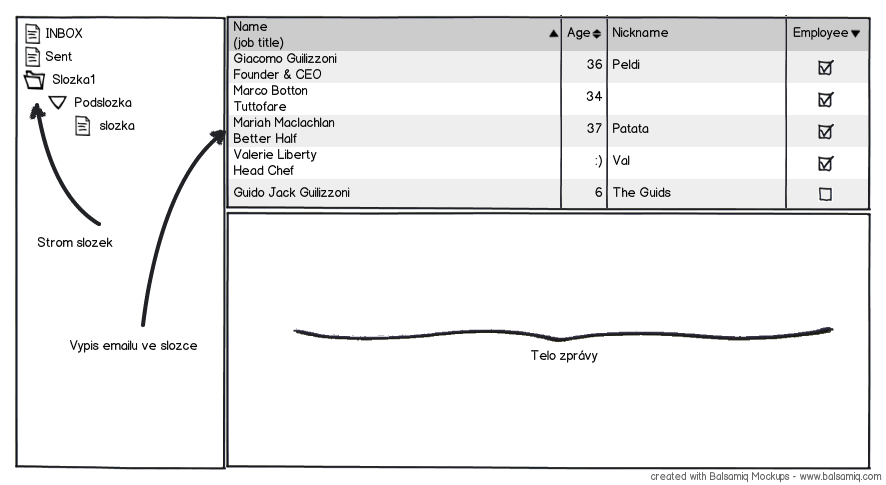 INBOX
Sent
Slozka1
Podslozka
slozka
Strom slozek
Vypis emailu ve slozce
Name
(job title)
Age
Nickname
Employee
Giacomo Guilizzoni
Founder & CEO
36
Peldi
Marco Botton
Tuttofare
34
Mariah Maclachlan
Better Half
37
Patata
Valerie Liberty
Head Chef
:)
Val
Guido Jack Guilizzoni
6
The Guids
Telo zprávy
created with Balsamiq Mockups - www.balsamiq.com